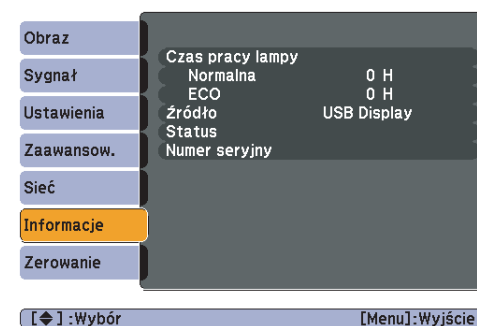 Obraz
Sygnał
Ustawienia
Zaawansow.
Sieć
Informacje
Zerowanie
Czas pracy lampy
Normalna 0 H
ECO 0 H
Źródło USB Display
Status
Numer seryjny
[◆] :Wybór [Menu]:Wyjście